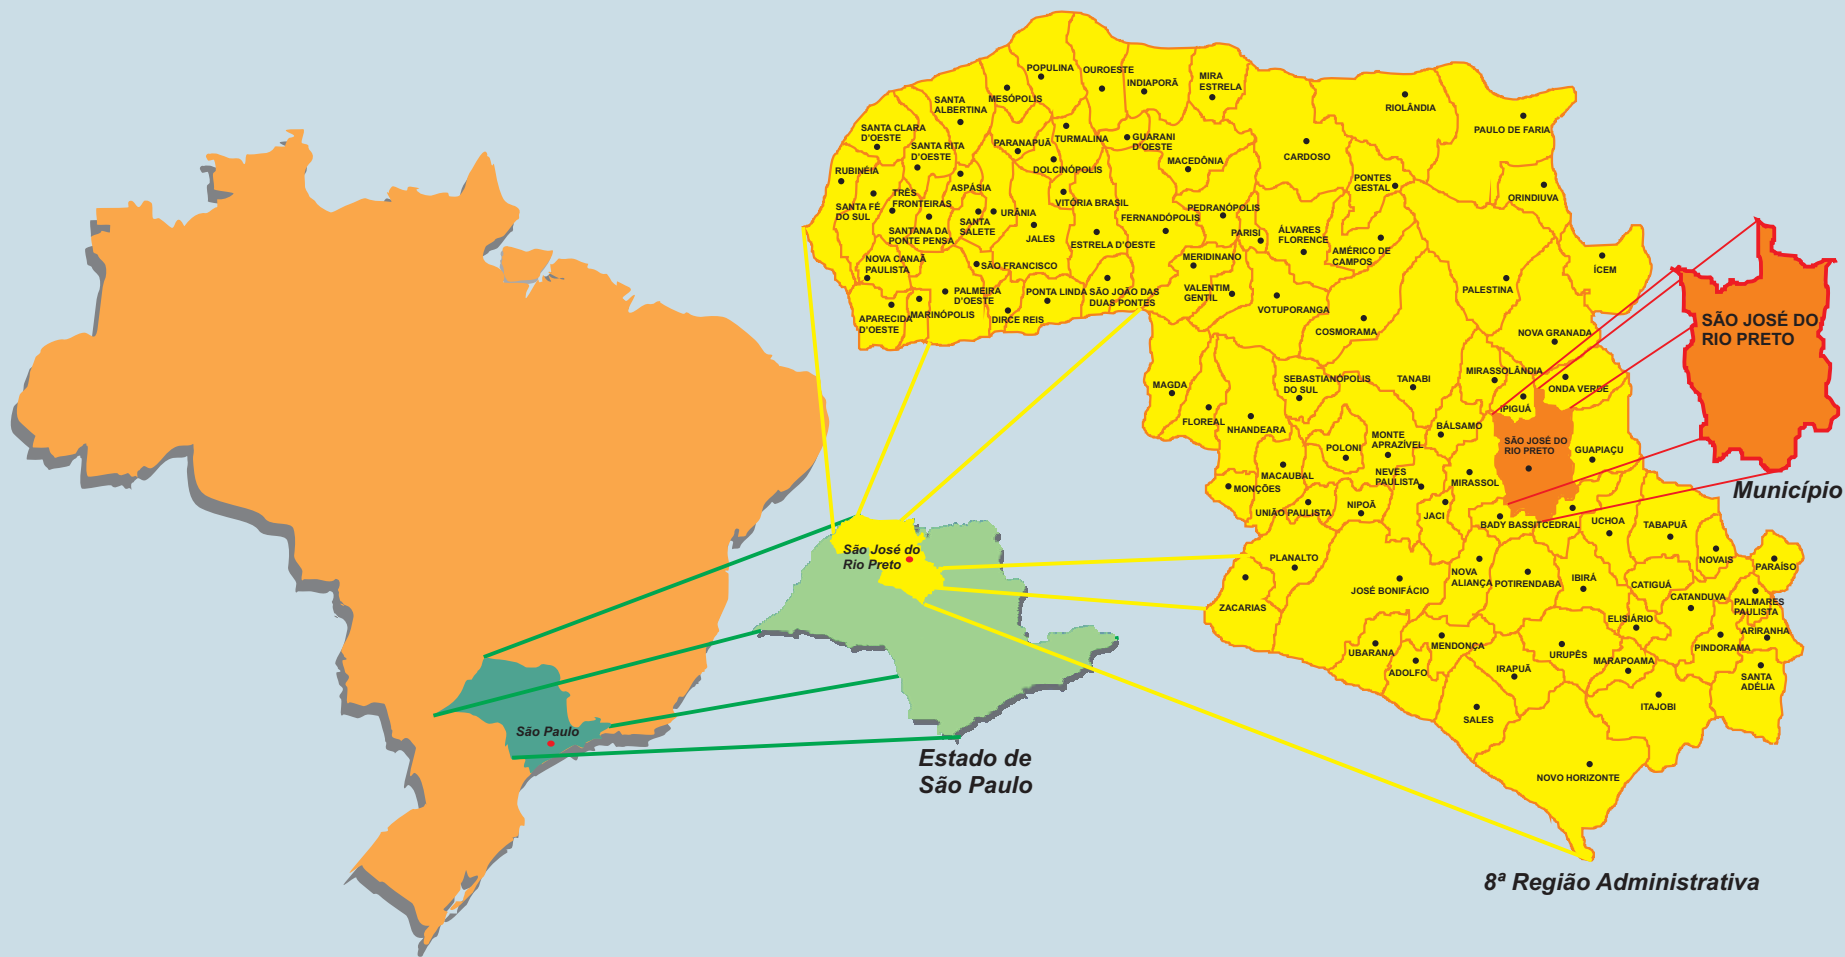 POPULINA
OUROESTE
INDIAPORÃ
MIRA
ESTRELA
MESÓPOLIS
SANTA
ALBERTINA
RIOLÂNDIA
PAULO DE FARIA
SANTA CLARA
D'OESTE
SANTA RITA
D'OESTE
PARANAPUÃ
TURMALINA
GUARANI
D'OESTE
MACEDÔNIA
CARDOSO
DOLCINÓPOLIS
RUBINÉIA
ASPÁSIA
PONTES
GESTAL
ORINDIUVA
SANTA FÉ
DO SUL
TRÊS
FRONTEIRAS
VITÓRIA BRASIL
SANTANA DA
PONTE PENSA
SANTA
SALETE
URÂNIA
JALES
ESTRELA D'OESTE
FERNANDÓPOLIS
PEDRANÓPOLIS
PARISI
ÁLVARES
FLORENCE
AMÉRICO DE
CAMPOS
NOVA CANAÃ
PAULISTA
SÃO FRANCISCO
MERIDINANO
ÍCEM
PALMEIRA
D'OESTE
PONTA LINDA
SÃO JOÃO DAS
DUAS PONTES
VALENTIM
GENTIL
VOTUPORANGA
PALESTINA
APARECIDA
D'OESTE
MARINÓPOLIS
DIRCE REIS
COSMORAMA
NOVA GRANADA
SÃO JOSÉ DO
RIO PRETO
MAGDA
FLOREAL
NHANDEARA
SEBASTIANÓPOLIS
DO SUL
TANABI
MIRASSOLÂNDIA
ONDA VERDE
IPIGUÁ
BÁLSAMO
POLONI
MONTE
APRAZÍVEL
SÃO JOSÉ DO
RIO PRETO
GUAPIAÇU
MACAUBAL
NEVES
PAULISTA
MIRASSOL
MONÇÕES
Município
UNIÃO PAULISTA
NIPOÃ
JACI
BADY BASSIT
CEDRAL
UCHOA
TABAPUÃ
São José do
Rio Preto
PLANALTO
ZACARIAS
JOSÉ BONIFÁCIO
NOVA
ALIANÇA
POTIRENDABA
IBIRÁ
CATIGUÁ
NOVAIS
PARAÍSO
CATANDUVA
PALMARES
PAULISTA
ELISIÁRIO
ARIRANHA
PINDORAMA
UBARANA
MENDONÇA
ADOLFO
IRAPUÃ
URUPÊS
MARAPOAMA
SANTA
ADÉLIA
SALES
ITAJOBI
NOVO HORIZONTE
São Paulo
Estado de
São Paulo
8ª Região Administrativa